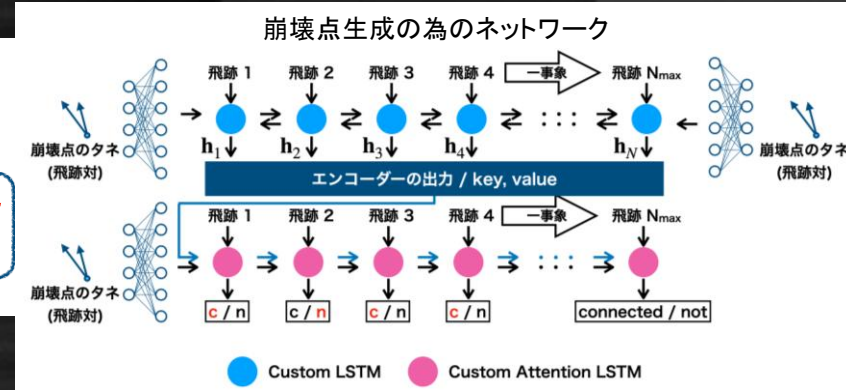 崩壊点生成の為のネットワーク
飛跡 1 飛跡 2 飛跡 3 飛跡 4 一事象 飛跡 Nmax
崩壊点のタネ
(飛跡対)
崩壊点のタネ
(飛跡対)
h1 h2 h3 h4 hN
エンコーダーの出力 / key, value
飛跡 1 飛跡 2 飛跡 3 飛跡 4 一事象 飛跡 Nmax
崩壊点のタネ
(飛跡対)
c / n c / n c / n c / n connected / not
Custom LSTM Custom Attention LSTM